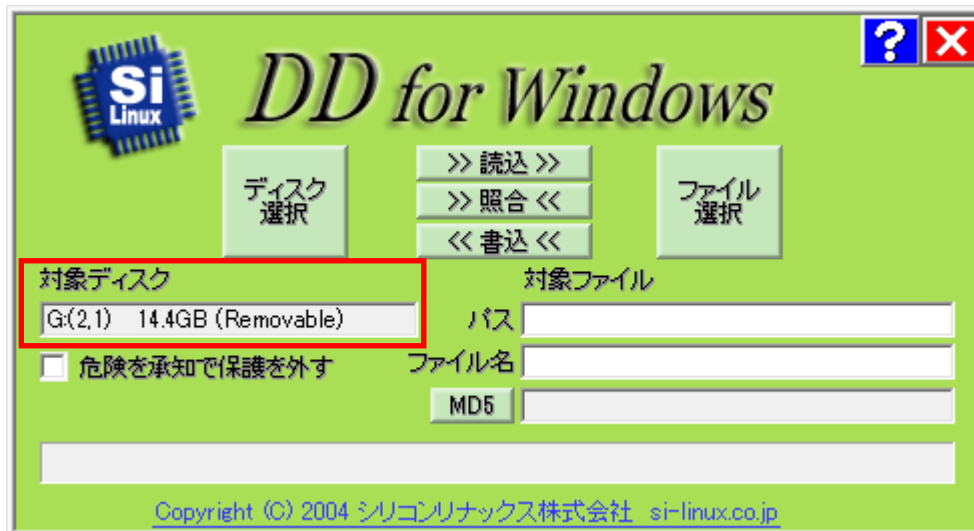 Si
Linux
DD for Windows
?
ディスク
選択
>> 読込 >>
>> 照合 <<
<< 書込 <<
ファイル
選択
対象ディスク
G:(2,1) 14.4GB (Removable)
危険を承知で保護を外す
対象ファイル
パス
ファイル名
MD5
Copyright (C) 2004 シリコンリナックス株式会社 si-linux.co.jp